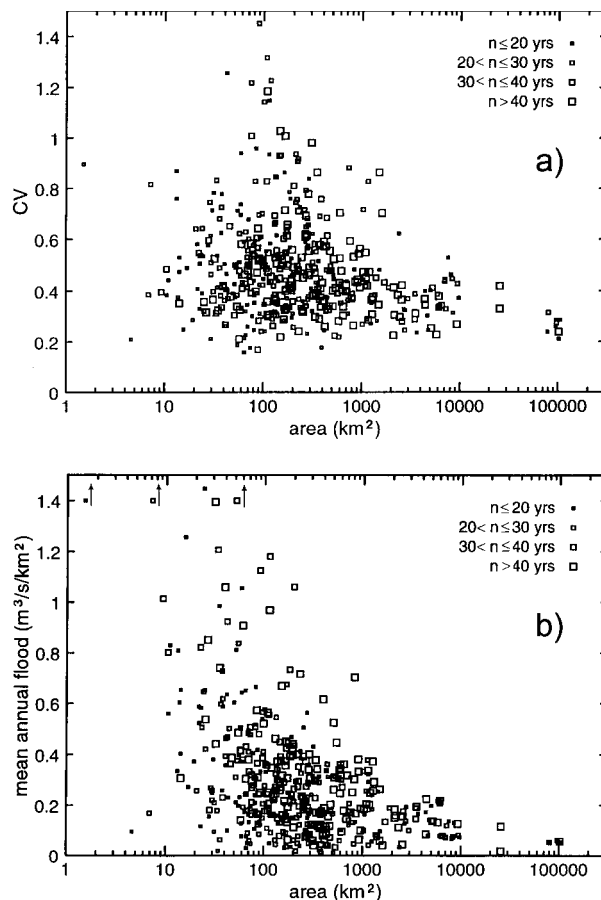 1.4
1.2
1
0.8
0.6
0.4
0.2
0
CV
n≤20 yrs
20< n≤30 yrs
30< n≤40 yrs
n>40 yrs
a)
1 10 100 1000 10000 100000
area (km²)
1.4
1.2
1
0.8
0.6
0.4
0.2
0
mean annual flood (m³/s/km²)
n≤20 yrs
20< n≤30 yrs
30< n≤40 yrs
n>40 yrs
b)
1 10 100 1000 10000 100000
area (km²)